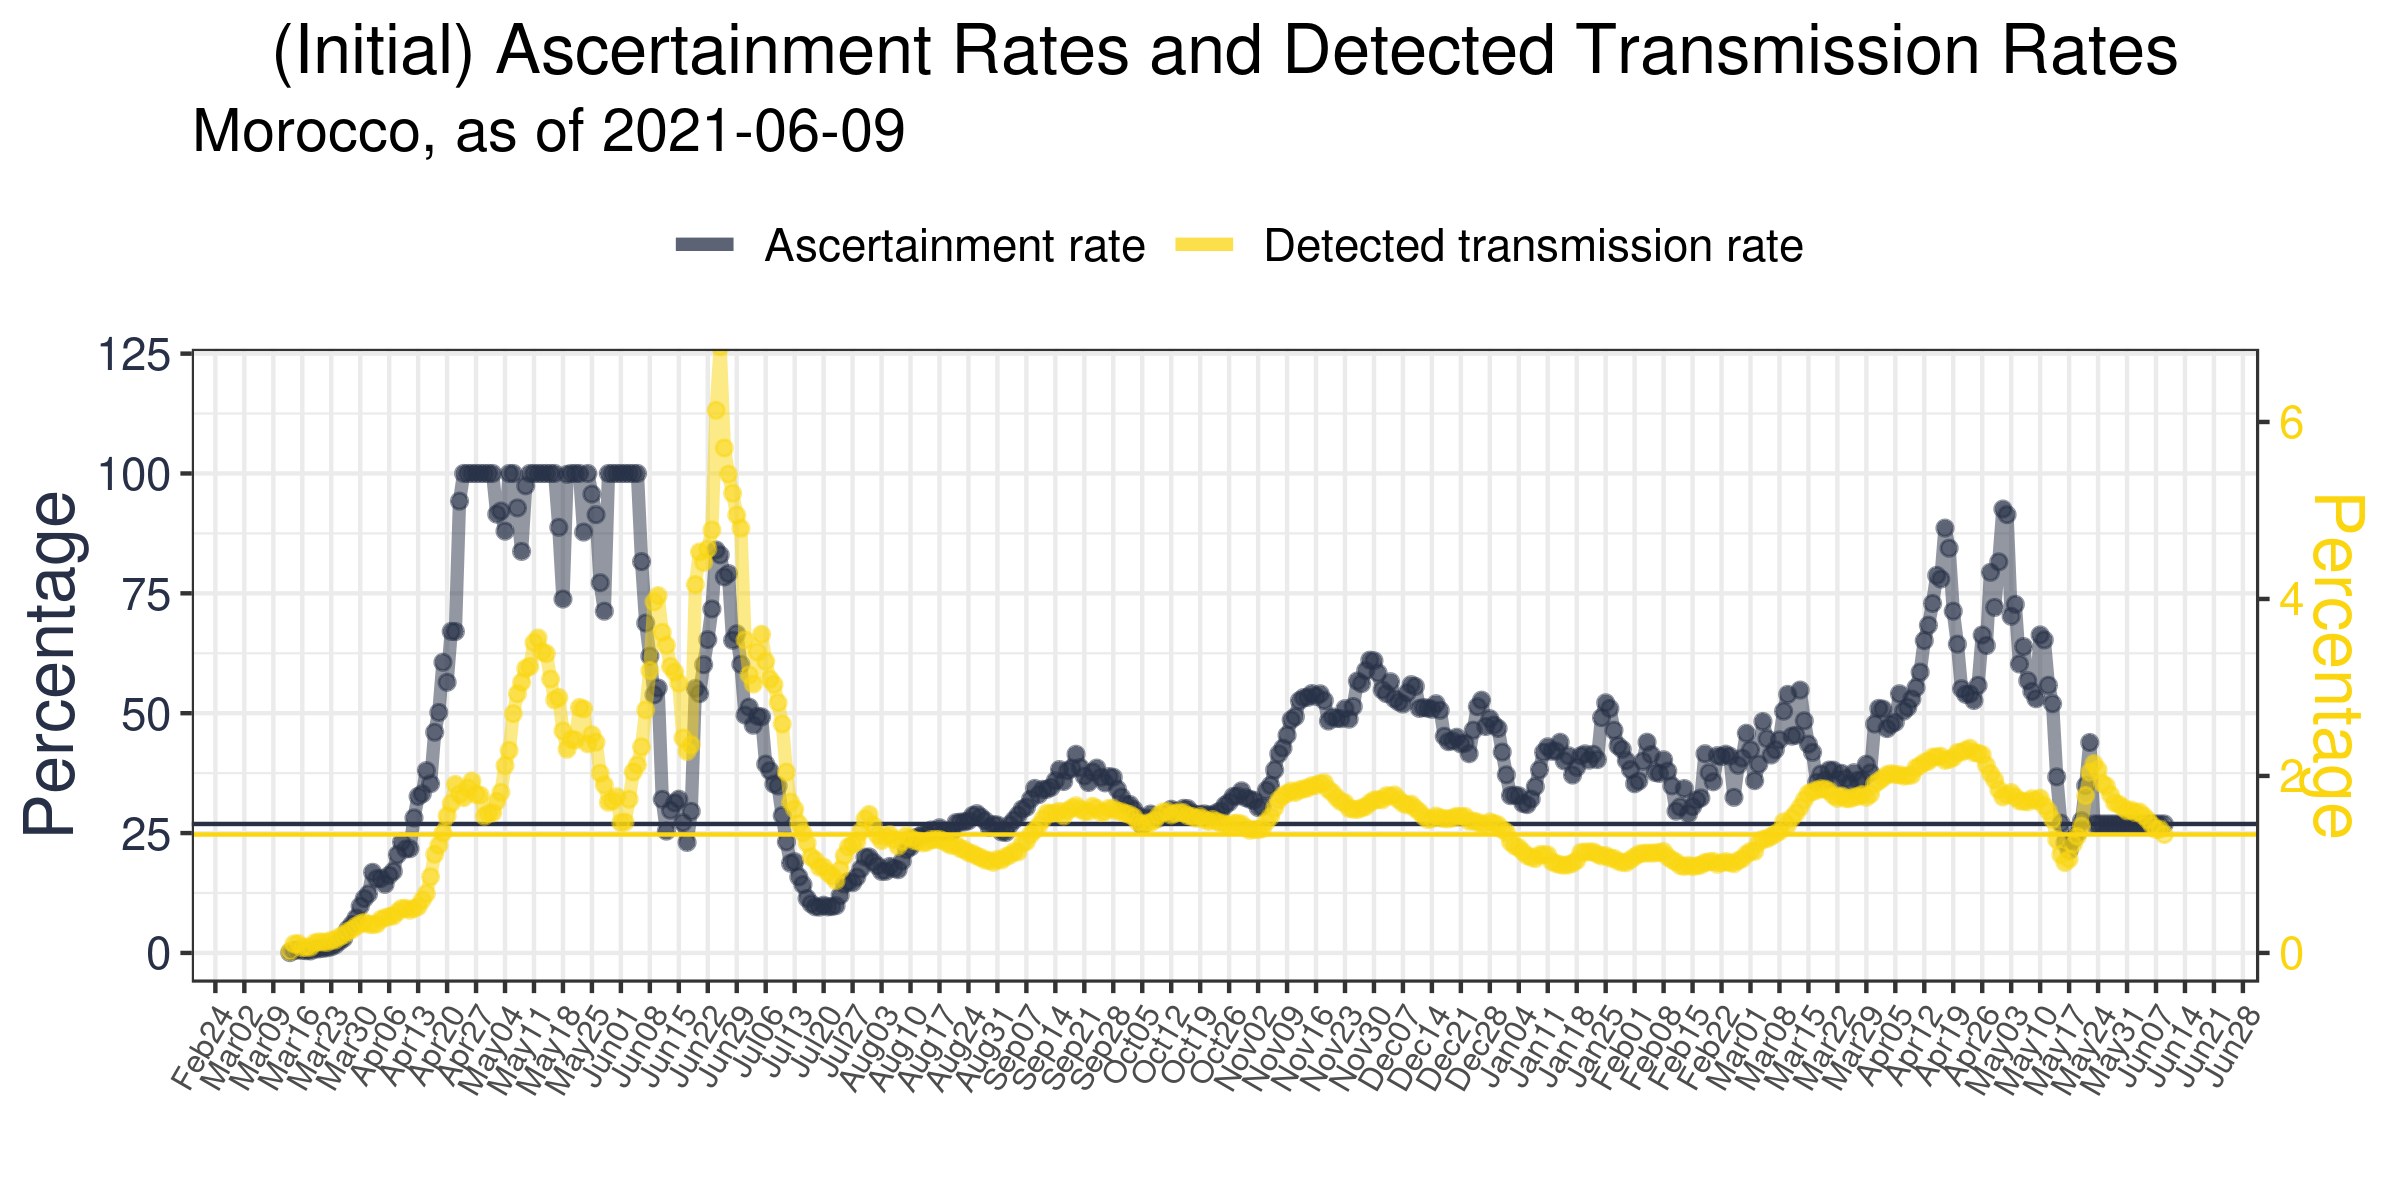 (Initial) Ascertainment Rates and Detected Transmission Rates
Morocco, as of 2021-06-09
Ascertainment rate
Detected transmission rate
Percentage
125
100
75
50
25
0
6
4
2
0
Percentage
Feb24
Mar02
Mar09
Mar16
Mar23
Mar30
Apr06
Apr13
Apr20
Apr27
May04
May11
May18
May25
Jun01
Jun08
Jun15
Jun22
Jun29
Jul06
Jul13
Jul20
Jul27
Aug03
Aug10
Aug17
Aug24
Aug31
Sep07
Sep14
Sep21
Sep28
Oct05
Oct12
Oct19
Oct26
Nov02
Nov09
Nov16
Nov23
Nov30
Dec07
Dec14
Dec21
Dec28
Jan04
Jan11
Jan18
Jan25
Feb01
Feb08
Feb15
Feb22
Mar01
Mar08
Mar15
Mar22
Mar29
Apr05
Apr12
Apr19
Apr26
May03
May10
May17
May24
May31
Jun07
Jun14
Jun21
Jun28